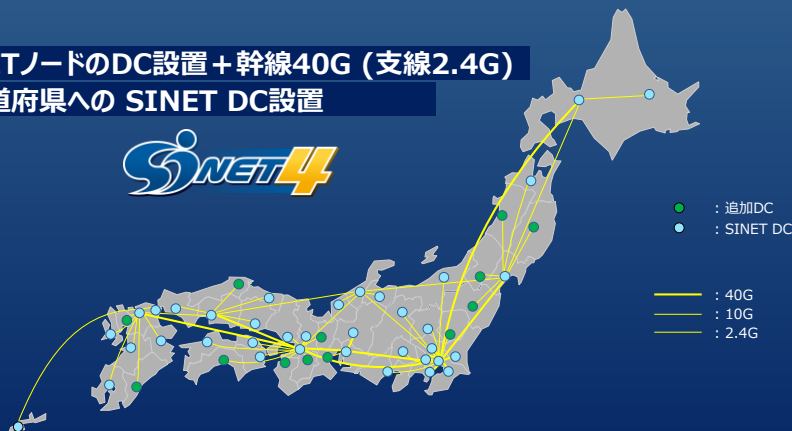 TノードのDC設置＋幹線40G (支線2.4G)
道府県への SINET DC設置
SINET4
：追加DC
：SINET DC
：40G
：10G
：2.4G